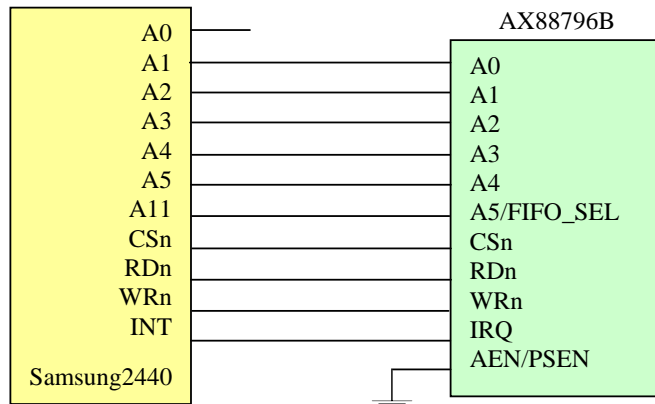 AX88796B
A0
A1
A2
A3
A4
A5
A11
CSn
RDn
WRn
INT
Samsung2440
A0
A1
A2
A3
A4
A5/FIFO_SEL
CSn
RDn
WRn
IRQ
AEN/PSEN